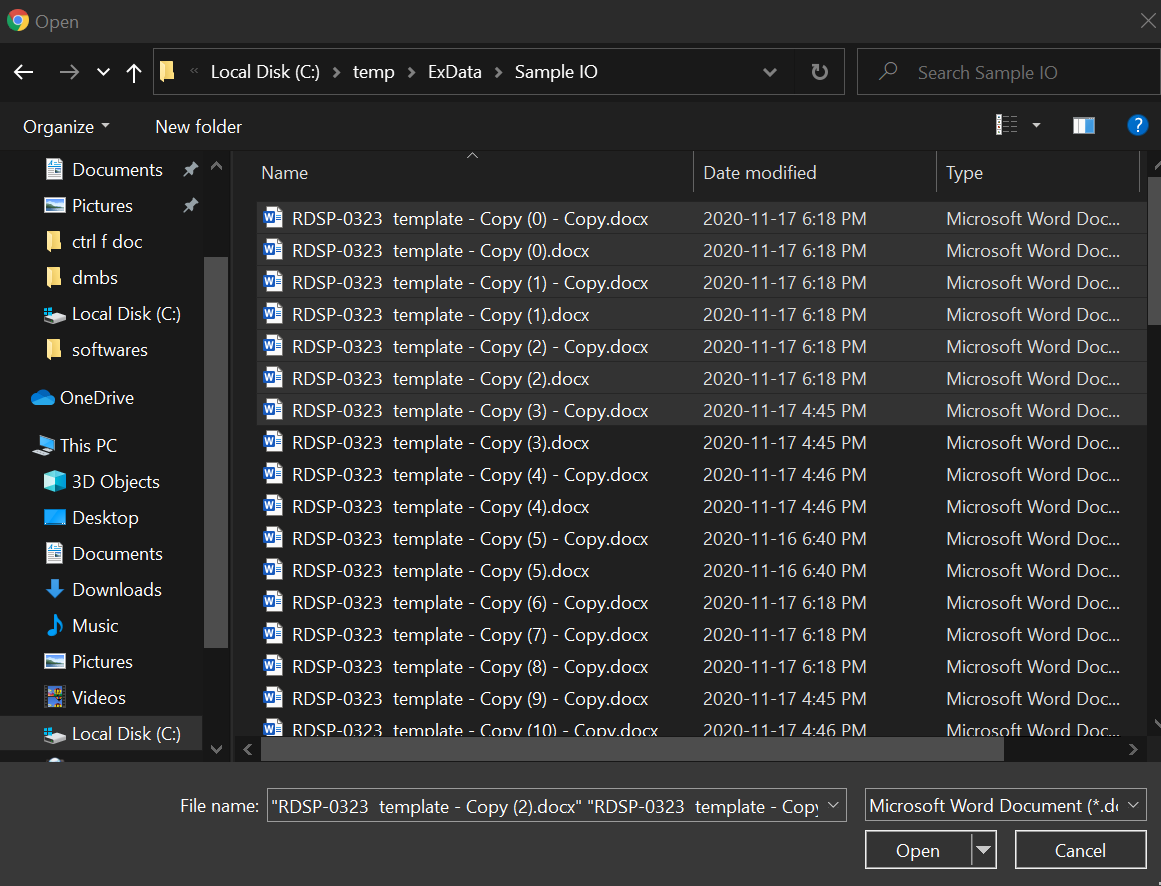 Open
« Local Disk (C:) > temp > ExData > Sample IO
Search Sample IO
Organize
New folder
?
Documents
Pictures
ctrl f doc
dmbs
Local Disk (C:)
softwares
OneDrive
This PC
3D Objects
Desktop
Documents
Downloads
Music
Pictures
Videos
Local Disk (C:)
Name Date modified Type
RDSP-0323  template - Copy (0) - Copy.docx 2020-11-17 6:18 PM Microsoft Word Doc...
RDSP-0323  template - Copy (0).docx 2020-11-17 6:18 PM Microsoft Word Doc...
RDSP-0323  template - Copy (1) - Copy.docx 2020-11-17 6:18 PM Microsoft Word Doc...
RDSP-0323  template - Copy (1).docx 2020-11-17 6:18 PM Microsoft Word Doc...
RDSP-0323  template - Copy (2) - Copy.docx 2020-11-17 6:18 PM Microsoft Word Doc...
RDSP-0323  template - Copy (2).docx 2020-11-17 6:18 PM Microsoft Word Doc...
RDSP-0323  template - Copy (3) - Copy.docx 2020-11-17 4:45 PM Microsoft Word Doc...
RDSP-0323  template - Copy (3).docx 2020-11-17 4:45 PM Microsoft Word Doc...
RDSP-0323  template - Copy (4) - Copy.docx 2020-11-17 4:46 PM Microsoft Word Doc...
RDSP-0323  template - Copy (4).docx 2020-11-17 4:46 PM Microsoft Word Doc...
RDSP-0323  template - Copy (5) - Copy.docx 2020-11-16 6:40 PM Microsoft Word Doc...
RDSP-0323  template - Copy (5).docx 2020-11-16 6:40 PM Microsoft Word Doc...
RDSP-0323  template - Copy (6) - Copy.docx 2020-11-17 6:18 PM Microsoft Word Doc...
RDSP-0323  template - Copy (7) - Copy.docx 2020-11-17 6:18 PM Microsoft Word Doc...
RDSP-0323  template - Copy (8) - Copy.docx 2020-11-17 6:18 PM Microsoft Word Doc...
RDSP-0323  template - Copy (9) - Copy.docx 2020-11-17 4:45 PM Microsoft Word Doc...
RDSP-0323  template - Copy (10) - Copy.docx 2020-11-17 4:46 PM Microsoft Word Doc...
File name: "RDSP-0323  template - Copy (2).docx" "RDSP-0323  template - Copy
Microsoft Word Document (*.do
Open
Cancel